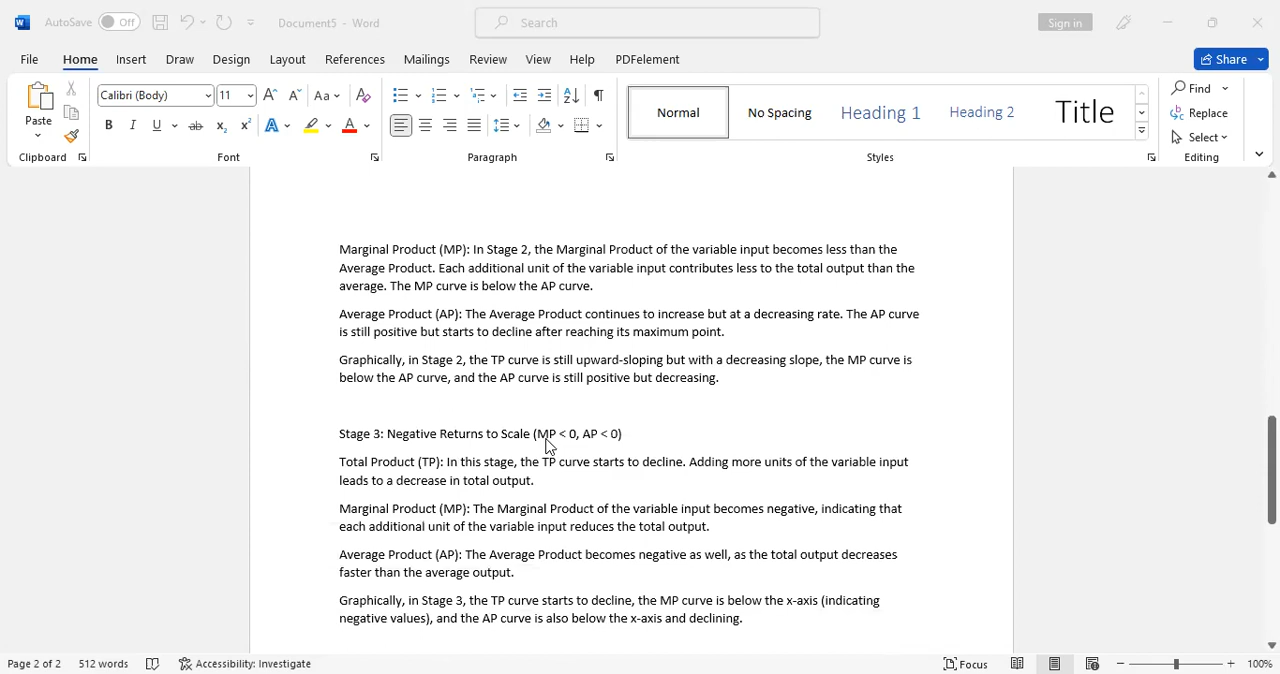 AutoSave Off Document5 - Word Search Sign in
File Home Insert Draw Design Layout References Mailings Review View Help PDFelement Share
Paste Calibri (Body) 11 A^ A˅ Aa A Normal No Spacing Heading 1 Heading 2 Title Find
B I U ab x₂ x² A A Replace
Select
Clipboard Font Paragraph Styles Editing
Marginal Product (MP): In Stage 2, the Marginal Product of the variable input becomes less than the
Average Product. Each additional unit of the variable input contributes less to the total output than the
average. The MP curve is below the AP curve.
Average Product (AP): The Average Product continues to increase but at a decreasing rate. The AP curve
is still positive but starts to decline after reaching its maximum point.
Graphically, in Stage 2, the TP curve is still upward-sloping but with a decreasing slope, the MP curve is
below the AP curve, and the AP curve is still positive but decreasing.
Stage 3: Negative Returns to Scale (MP < 0, AP < 0)
Total Product (TP): In this stage, the TP curve starts to decline. Adding more units of the variable input
leads to a decrease in total output.
Marginal Product (MP): The Marginal Product of the variable input becomes negative, indicating that
each additional unit of the variable input reduces the total output.
Average Product (AP): The Average Product becomes negative as well, as the total output decreases
faster than the average output.
Graphically, in Stage 3, the TP curve starts to decline, the MP curve is below the x-axis (indicating
negative values), and the AP curve is also below the x-axis and declining.
Page 2 of 2 512 words Accessibility: Investigate Focus 100%